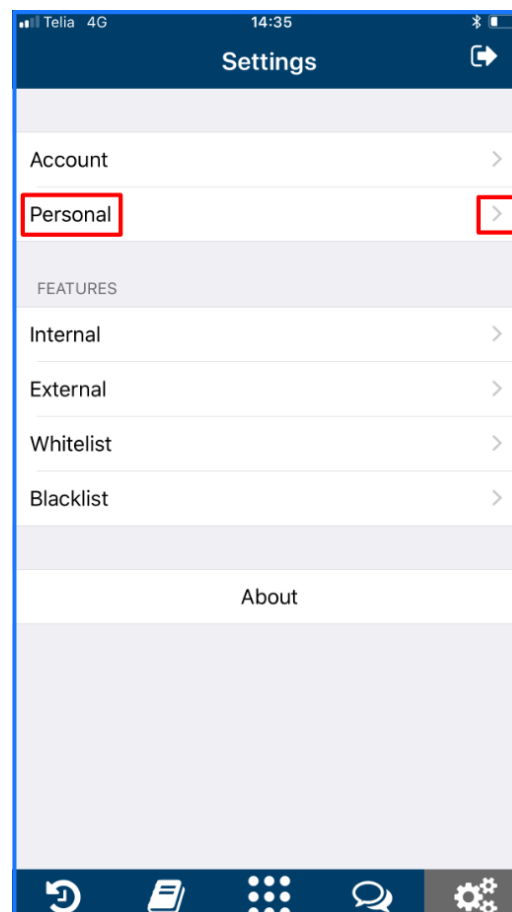 Telia 4G 14:35
Settings
Account
Personal
FEATURES
Internal
External
Whitelist
Blacklist
About